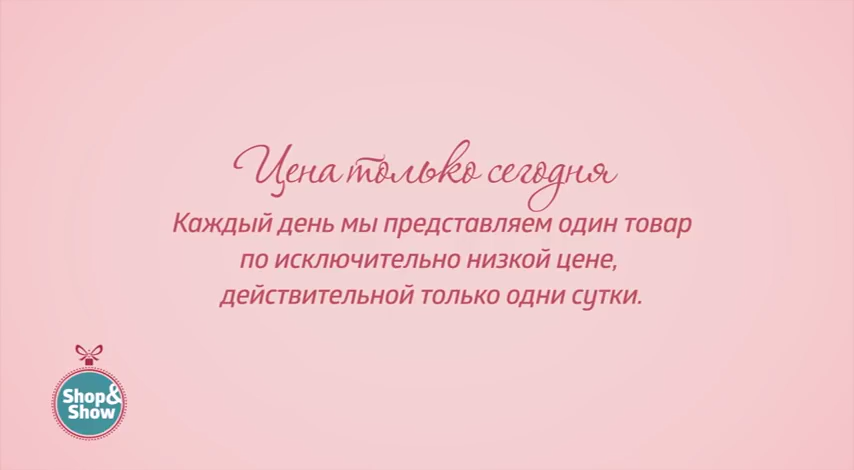 Цена только сегодня
Каждый день мы представляем один товар
по исключительно низкой цене,
действительной только одни сутки.
Shop&
Show